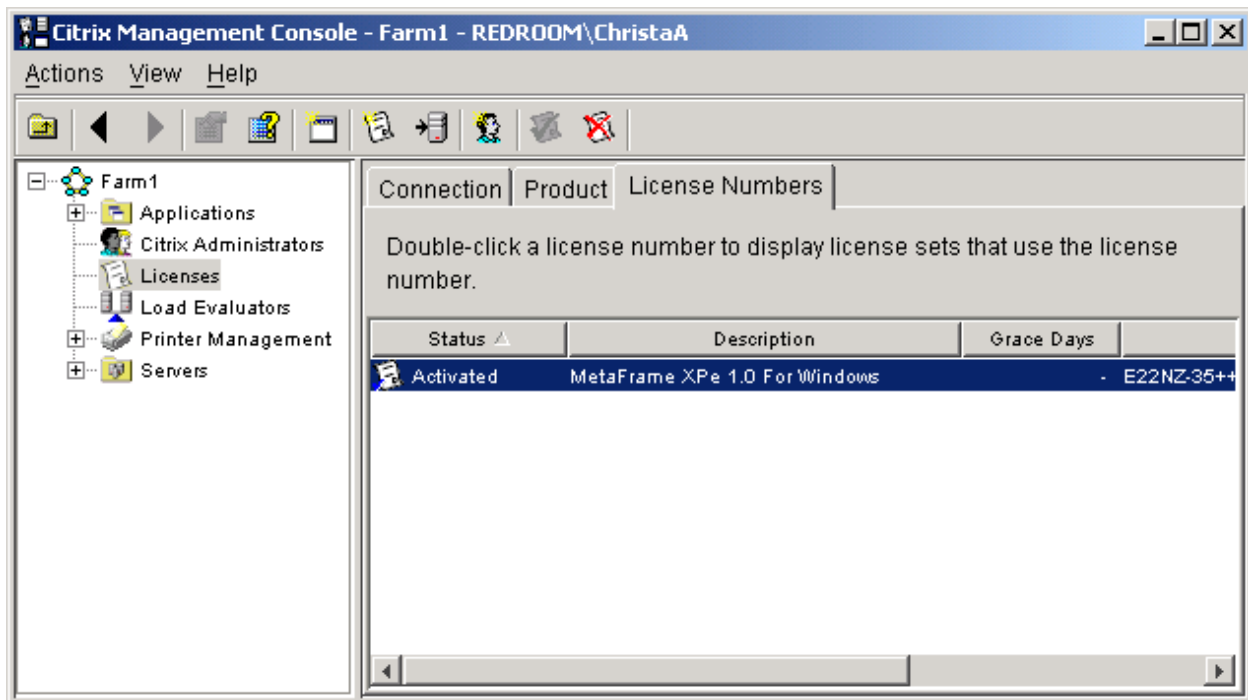 Citrix Management Console - Farm1 - REDROOM\ChristaA
Actions View Help
Farm1
Applications
Citrix Administrators
Licenses
Load Evaluators
Printer Management
Servers
Connection Product License Numbers
Double-click a license number to display license sets that use the license
number.
Status Description Grace Days
Activated MetaFrame XPe 1.0 For Windows - E22NZ-35++